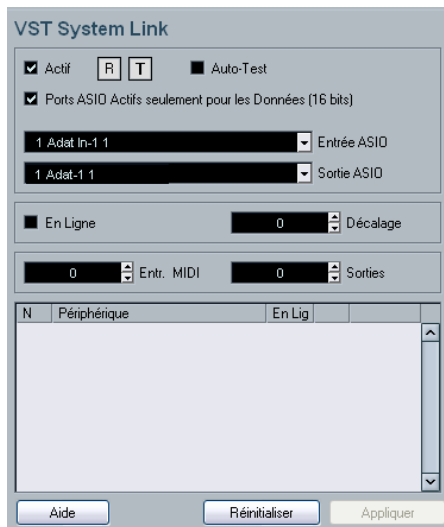 VST System Link
Actif R T Auto-Test
Ports ASIO Actifs seulement pour les Données (16 bits)
1 Adat In-1 1 Entrée ASIO
1 Adat-1 1 Sortie ASIO
En Ligne 0 Décalage
0 Entr. MIDI 0 Sorties
N Périphérique En Lig
Aide Réinitialiser Appliquer